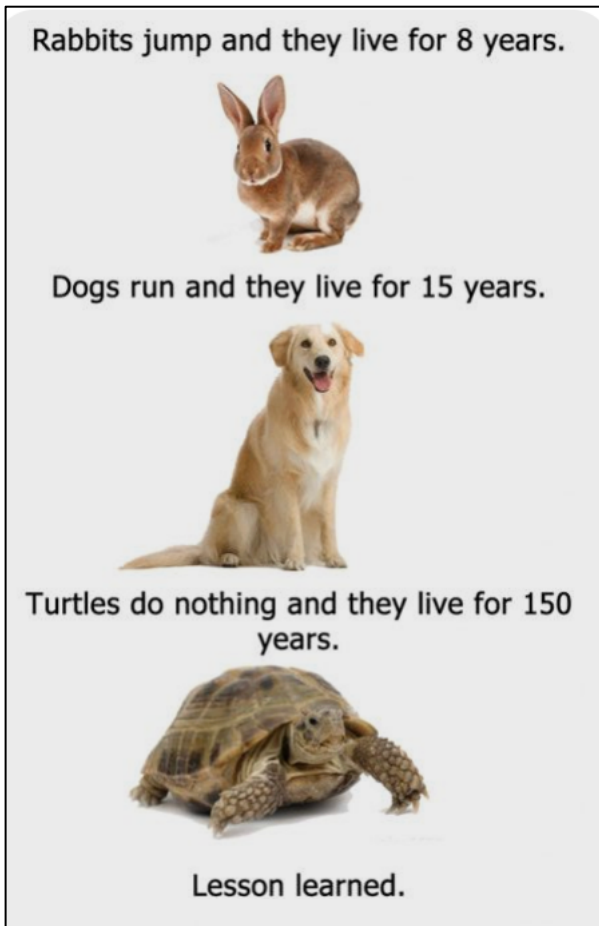 Rabbits jump and they live for 8 years.
Dogs run and they live for 15 years.
Turtles do nothing and they live for 150
years.
Lesson learned.